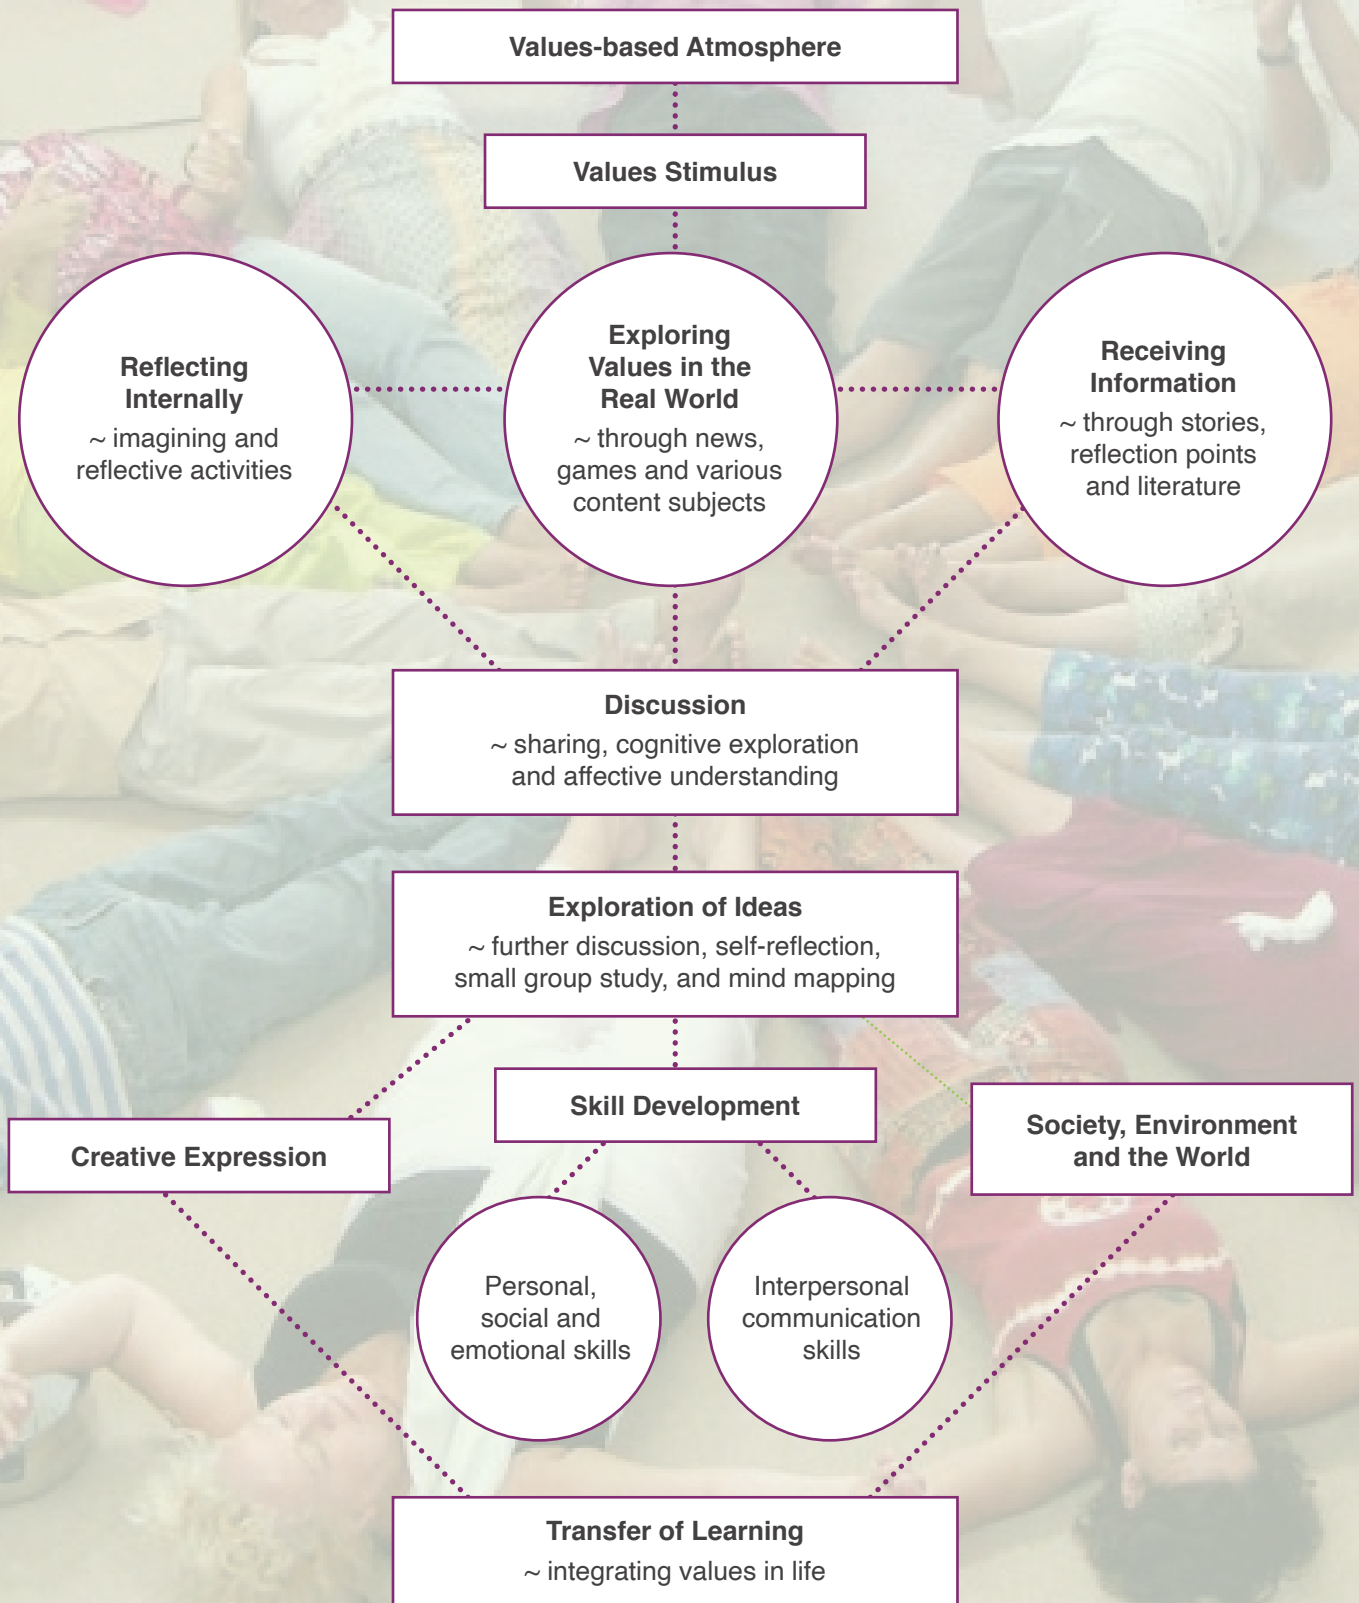 Values-based Atmosphere
Values Stimulus
Reflecting
Internally
~ imagining and
reflective activities
Exploring
Values in the
Real World
~ through news,
games and various
content subjects
Receiving
Information
~ through stories,
reflection points
and literature
Discussion
~ sharing, cognitive exploration
and affective understanding
Exploration of Ideas
~ further discussion, self-reflection,
small group study, and mind mapping
Creative Expression
Skill Development
Society, Environment
and the World
Personal,
social and
emotional skills
Interpersonal
communication
skills
Transfer of Learning
~ integrating values in life